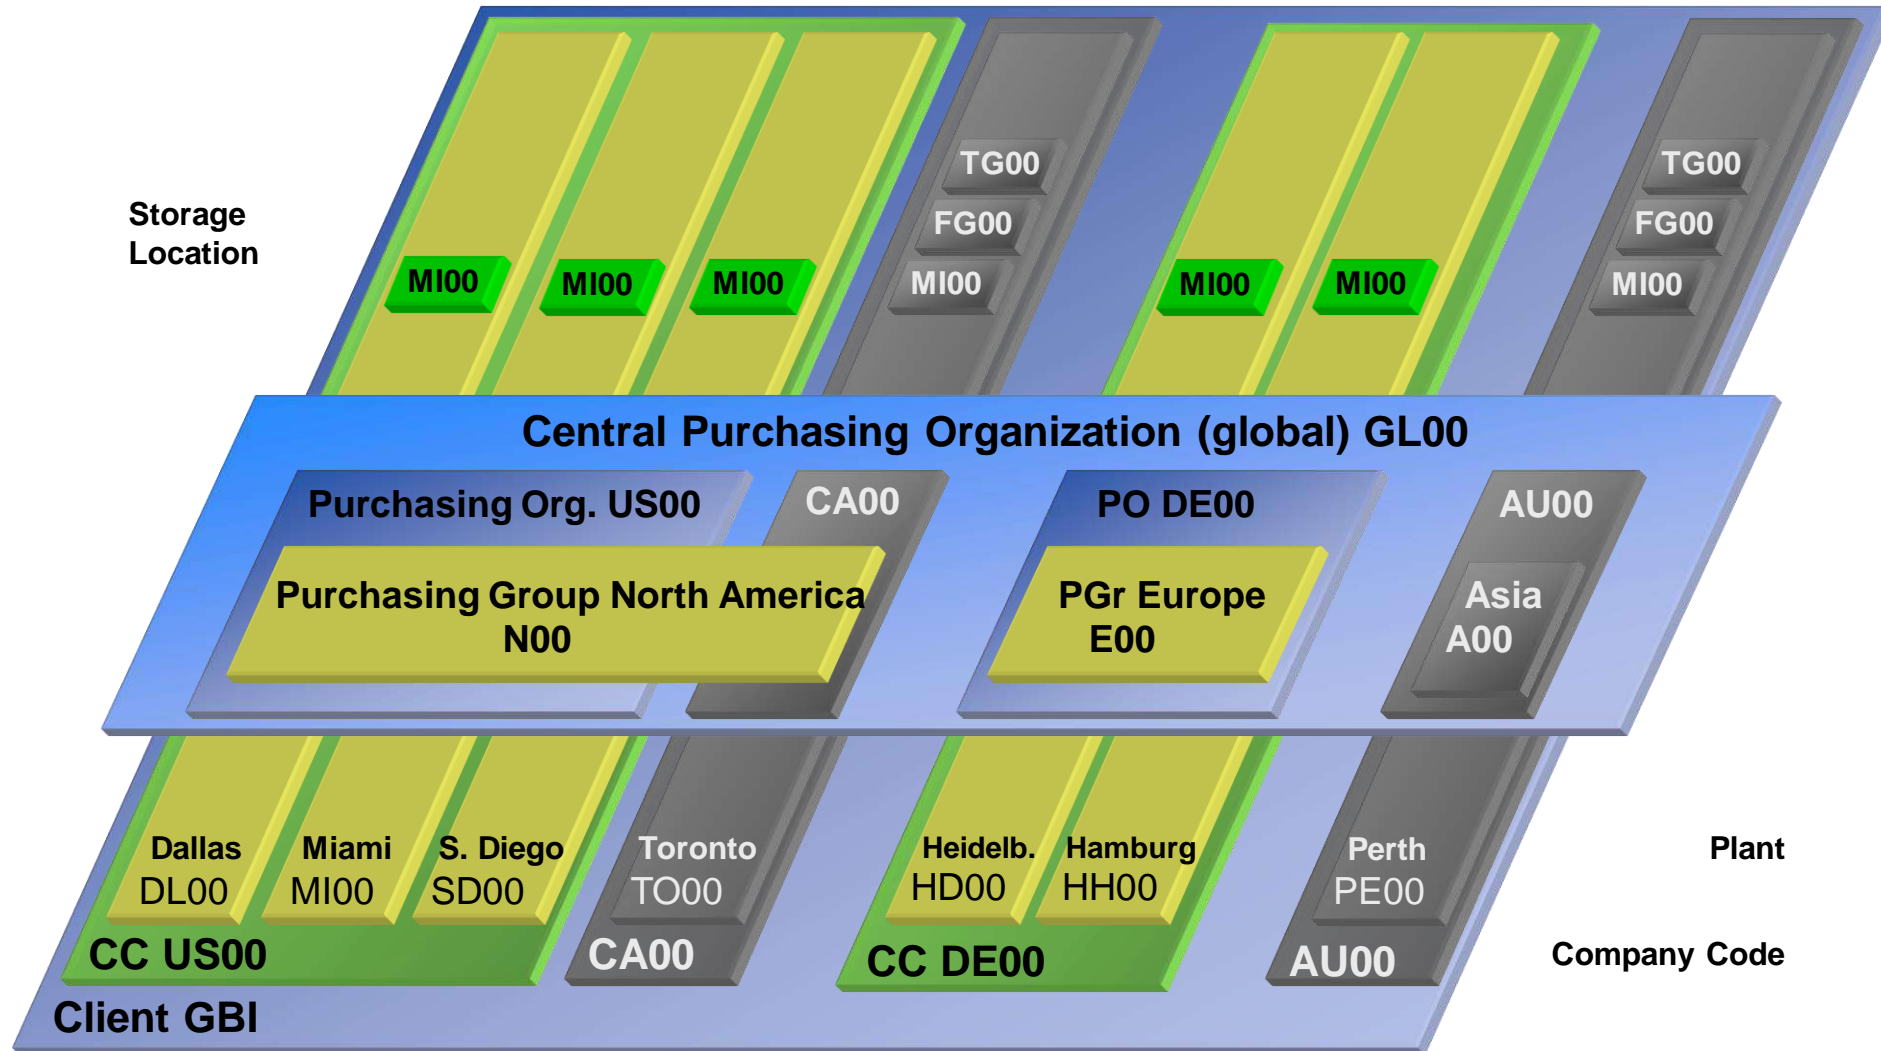 TG00
TG00
FG00
FG00
Storage
Location
MI00
MI00
MI00
MI00
MI00
MI00
MI00
Central Purchasing Organization (global) GL00
Purchasing Org. US00
CA00
PO DE00
AU00
Purchasing Group North America
N00
PGr Europe
E00
Asia
A00
Dallas
DL00
Miami
MI00
S. Diego
SD00
Toronto
TO00
Heidelb.
HD00
Hamburg
HH00
Perth
PE00
Plant
CC US00
CA00
CC DE00
AU00
Company Code
Client GBI